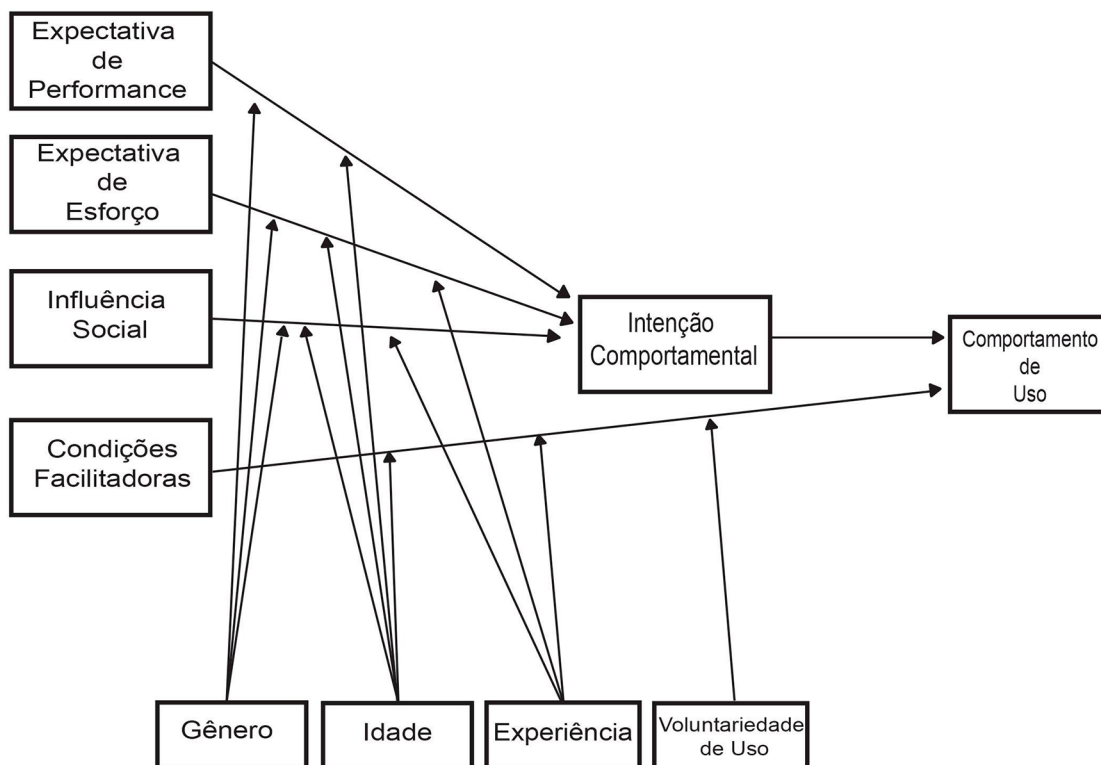 Expectativa
de
Performance
Expectativa
de
Esforço
Influência
Social
Condições
Facilitadoras
Intenção
Comportamental
Comportamento
de
Uso
Gênero
Idade
Experiência
Voluntariedade
de Uso